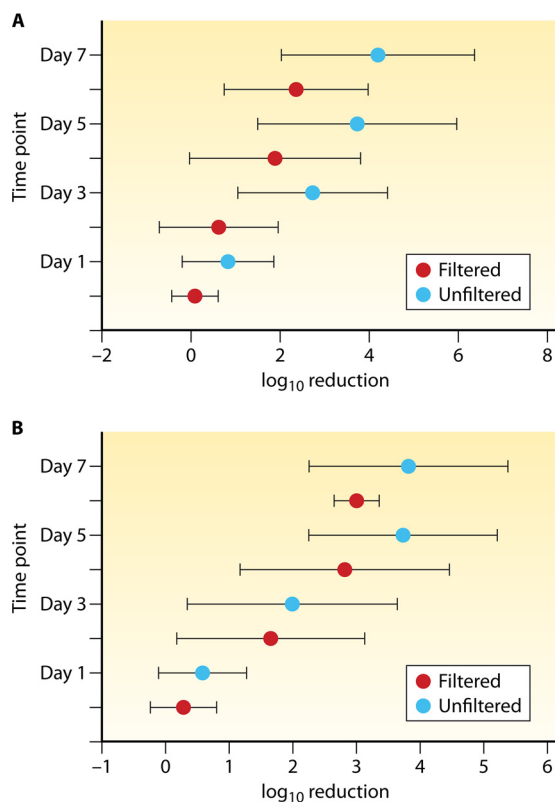 A
Day 7
Day 5
Day 3
Day 1
Time point
Filtered
Unfiltered
−2 0 2 4 6 8
log10 reduction
B
Day 7
Day 5
Day 3
Day 1
Time point
Filtered
Unfiltered
−1 0 1 2 3 4 5 6
log10 reduction